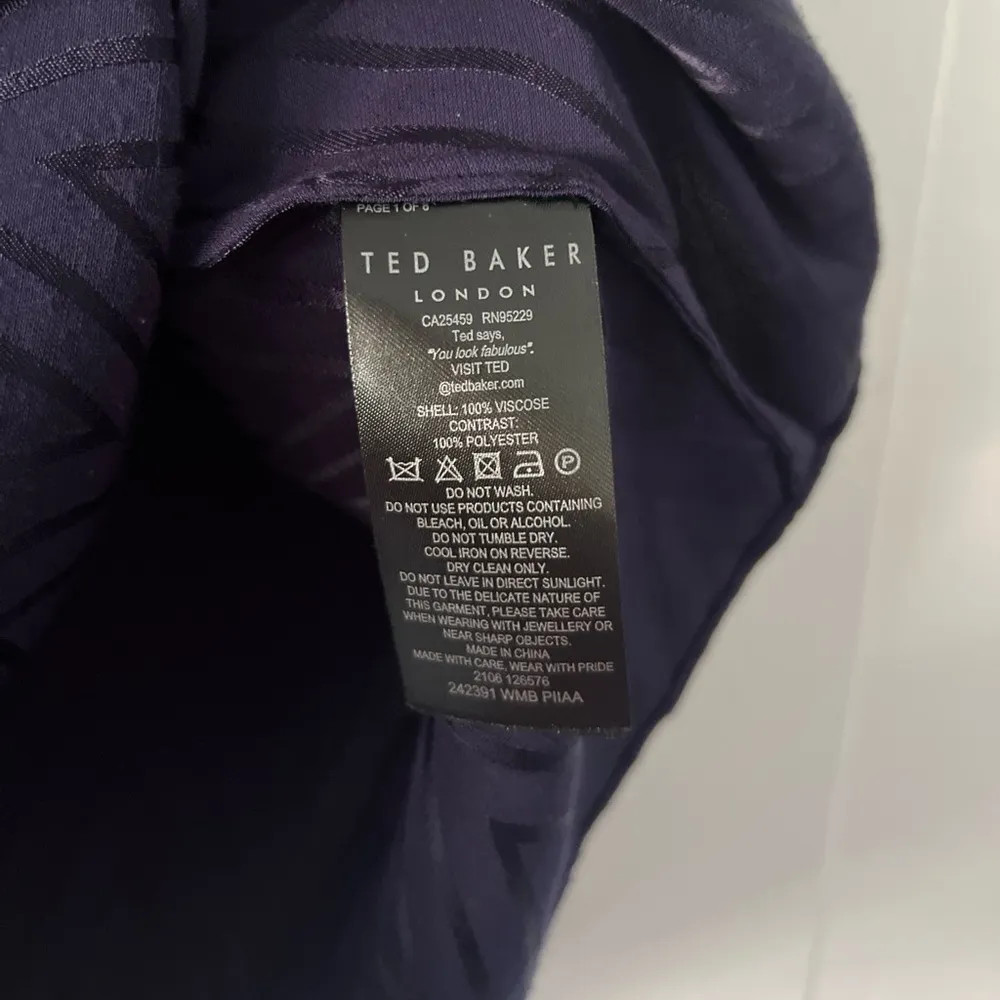 PAGE 1 OF 8
TED BAKER
LONDON
CA25459 RN95229
Ted says,
"You look fabulous".
VISIT TED
@tedbaker.com
SHELL: 100% VISCOSE
CONTRAST:
100% POLYESTER
P
DO NOT WASH.
DO NOT USE PRODUCTS CONTAINING
BLEACH, OIL OR ALCOHOL.
DO NOT TUMBLE DRY.
COOL IRON ON REVERSE.
DRY CLEAN ONLY.
DO NOT LEAVE IN DIRECT SUNLIGHT.
DUE TO THE DELICATE NATURE OF
THIS GARMENT, PLEASE TAKE CARE
WHEN WEARING WITH JEWELLERY OR
NEAR SHARP OBJECTS.
MADE IN CHINA
MADE WITH CARE, WEAR WITH PRIDE
2106 126576
242391 WMB PIIAA